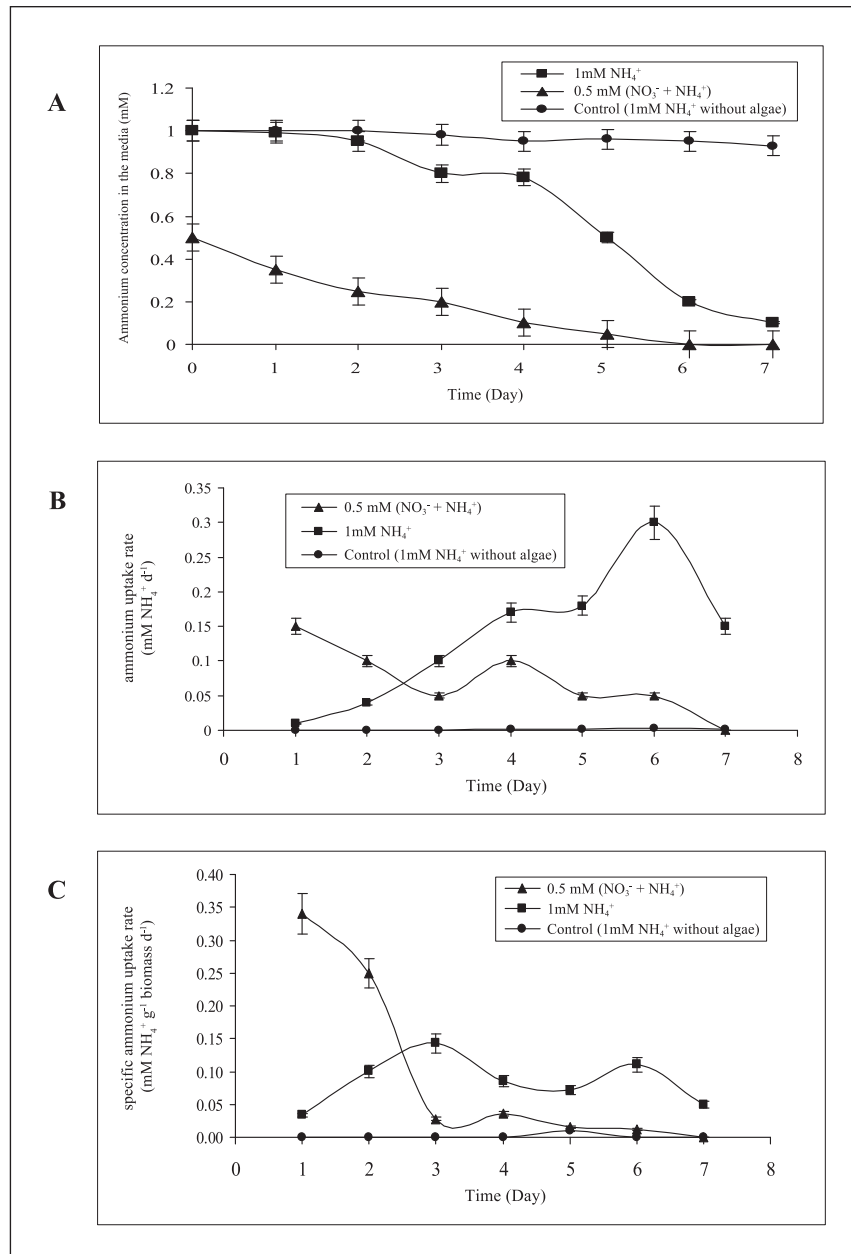 A
1mM NH₄⁺
0.5 mM (NO₃⁻ + NH₄⁺)
Control (1mM NH₄⁺ without algae)
Ammonium concentration in the media (mM)
1.2
1
0.8
0.6
0.4
0.2
0
0 1 2 3 4 5 6 7
Time (Day)
B
0.5 mM (NO₃⁻ + NH₄⁺)
1mM NH₄⁺
Control (1mM NH₄⁺ without algae)
ammonium uptake rate
(mM NH₄⁺ d⁻¹)
0.35
0.3
0.25
0.2
0.15
0.1
0.05
0
0 1 2 3 4 5 6 7 8
Time (Day)
C
0.5 mM (NO₃⁻ + NH₄⁺)
1mM NH₄⁺
Control (1mM NH₄⁺ without algae)
specific ammonium uptake rate
(mM NH₄⁺ g⁻¹ biomass d⁻¹)
0.40
0.35
0.30
0.25
0.20
0.15
0.10
0.05
0.00
0 1 2 3 4 5 6 7 8
Time (Day)